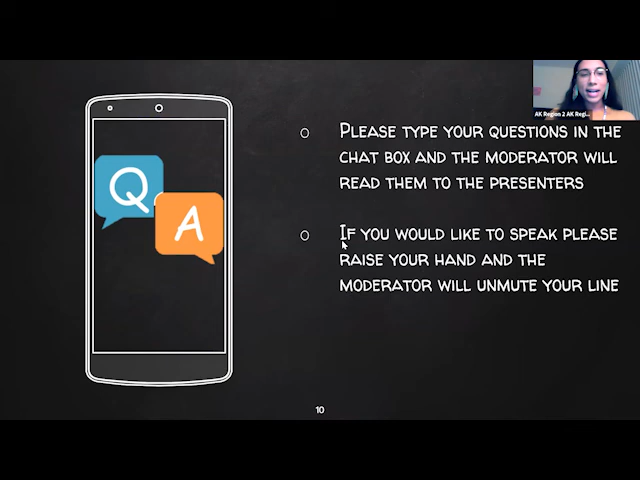 AK Region 2 AK Regi...
Q
A
Please type your questions in the
chat box and the moderator will
read them to the presenters
If you would like to speak please
raise your hand and the
moderator will unmute your line
10